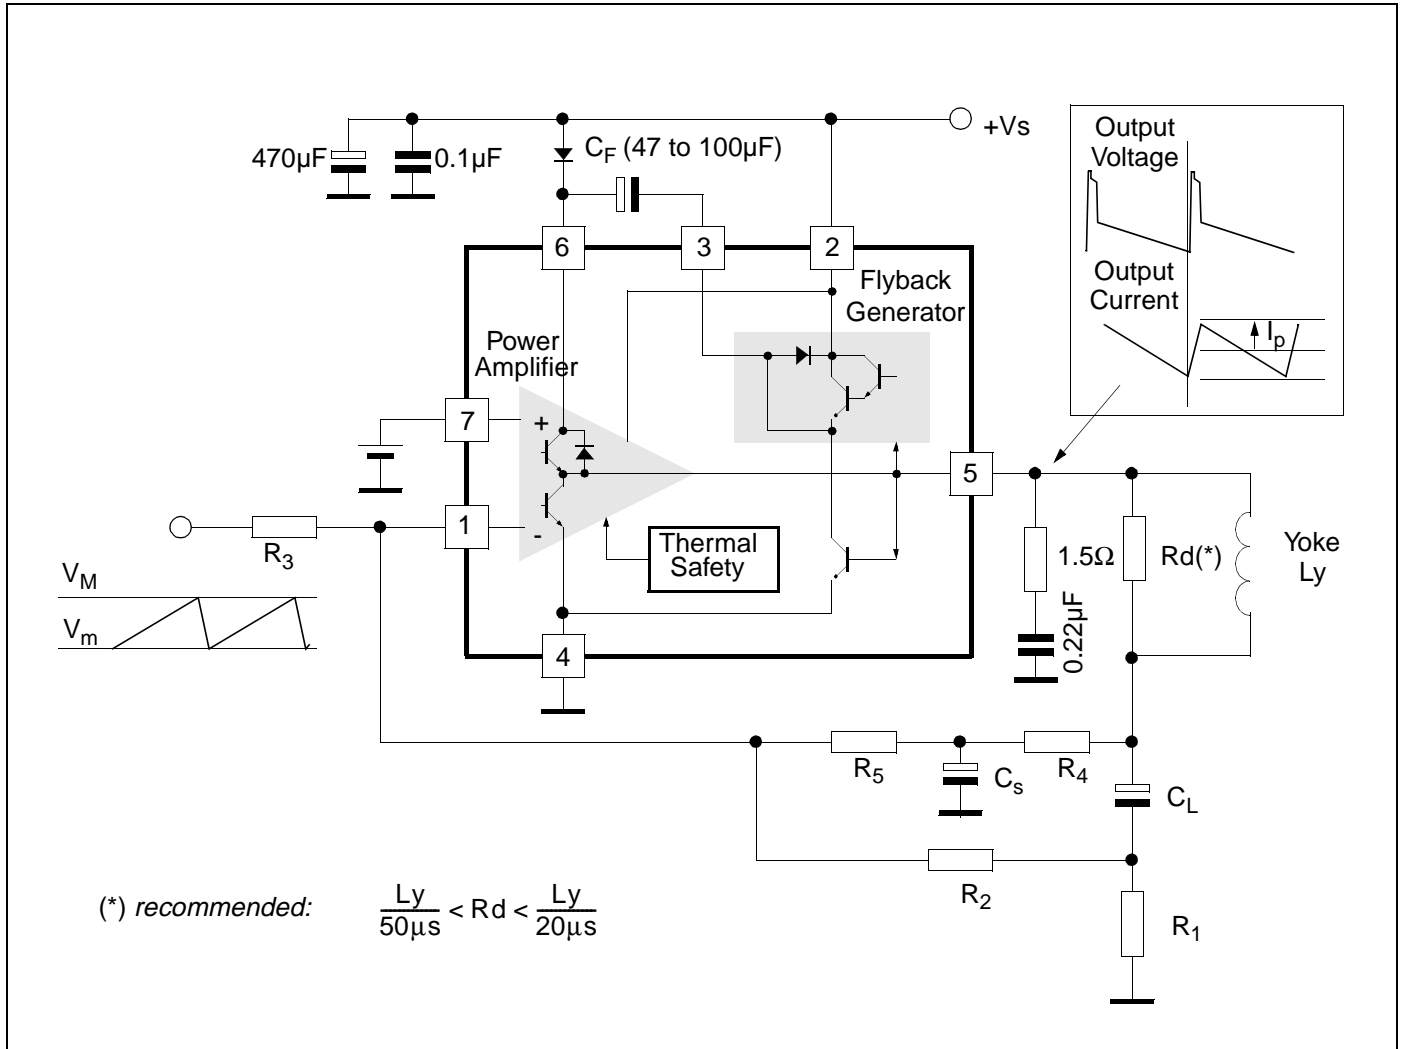 +Vs
470µF
0.1µF
C_F (47 to 100µF)
Output
Voltage
6
3
2
Flyback
Generator
Output
Current
I_p
Power
Amplifier
7
+
5
1
-
R_3
Thermal
Safety
1.5Ω
Rd(*)
Yoke
Ly
V_M
V_m
0.22µF
4
R_5
C_s
R_4
C_L
R_2
R_1
(*) recommended: Ly/50µs < Rd < Ly/20µs